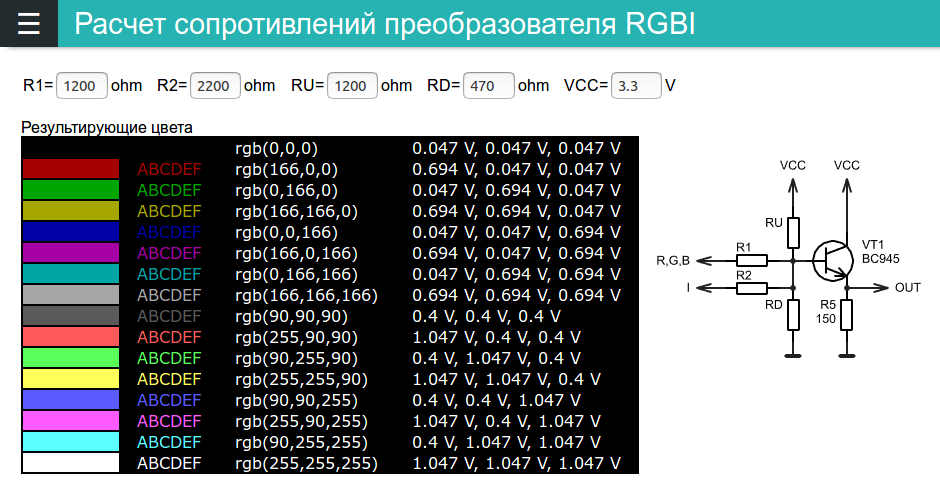 ☰ Расчет сопротивлений преобразователя RGBI
R1= 1200 ohm R2= 2200 ohm RU= 1200 ohm RD= 470 ohm VCC= 3.3 V
Результирующие цвета
rgb(0,0,0) 0.047 V, 0.047 V, 0.047 V
ABCDEF rgb(166,0,0) 0.694 V, 0.047 V, 0.047 V
ABCDEF rgb(0,166,0) 0.047 V, 0.694 V, 0.047 V
ABCDEF rgb(166,166,0) 0.694 V, 0.694 V, 0.047 V
ABCDEF rgb(0,0,166) 0.047 V, 0.047 V, 0.694 V
ABCDEF rgb(166,0,166) 0.694 V, 0.047 V, 0.694 V
ABCDEF rgb(0,166,166) 0.047 V, 0.694 V, 0.694 V
ABCDEF rgb(166,166,166) 0.694 V, 0.694 V, 0.694 V
ABCDEF rgb(90,90,90) 0.4 V, 0.4 V, 0.4 V
ABCDEF rgb(255,90,90) 1.047 V, 0.4 V, 0.4 V
ABCDEF rgb(90,255,90) 0.4 V, 1.047 V, 0.4 V
ABCDEF rgb(255,255,90) 1.047 V, 1.047 V, 0.4 V
ABCDEF rgb(90,90,255) 0.4 V, 0.4 V, 1.047 V
ABCDEF rgb(255,90,255) 1.047 V, 0.4 V, 1.047 V
ABCDEF rgb(90,255,255) 0.4 V, 1.047 V, 1.047 V
ABCDEF rgb(255,255,255) 1.047 V, 1.047 V, 1.047 V
VCC VCC
RU
R1
VT1
BC945
R,G,B
R2
I
OUT
RD
R5
150